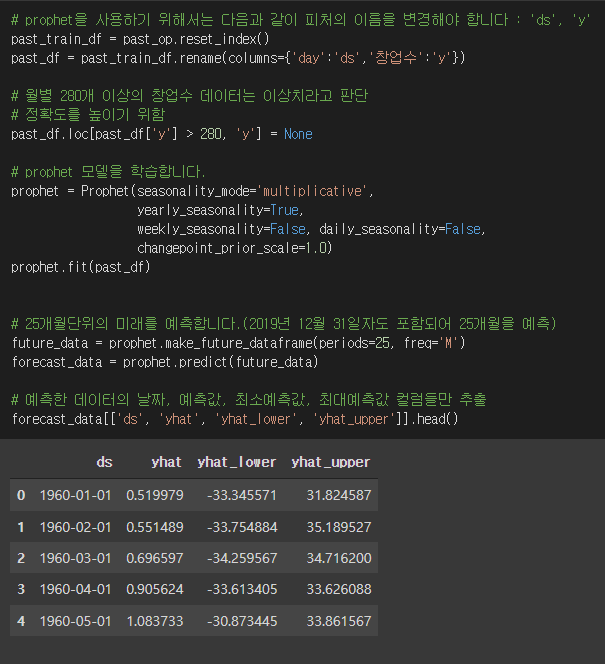 # prophet을 사용하기 위해서는 다음과 같이 피처의 이름을 변경해야 합니다 : 'ds', 'y'
past_train_df = past_op.reset_index()
past_df = past_train_df.rename(columns={'day':'ds','창업수':'y'})
# 월별 280개 이상의 창업수 데이터는 이상치라고 판단
# 정확도를 높이기 위함
past_df.loc[past_df['y'] > 280, 'y'] = None
# prophet 모델을 학습합니다.
prophet = Prophet(seasonality_mode='multiplicative',
yearly_seasonality=True,
weekly_seasonality=False, daily_seasonality=False,
changepoint_prior_scale=1.0)
prophet.fit(past_df)
# 25개월단위의 미래를 예측합니다.(2019년 12월 31일자도 포함되어 25개월을 예측)
future_data = prophet.make_future_dataframe(periods=25, freq='M')
forecast_data = prophet.predict(future_data)
# 예측한 데이터의 날짜, 예측값, 최소예측값, 최대예측값 컬럼들만 추출
forecast_data[['ds', 'yhat', 'yhat_lower', 'yhat_upper']].head()
ds yhat yhat_lower yhat_upper
0 1960-01-01 0.519979 -33.345571 31.824587
1 1960-02-01 0.551489 -33.754884 35.189527
2 1960-03-01 0.696597 -34.259567 34.716200
3 1960-04-01 0.905624 -33.613405 33.626088
4 1960-05-01 1.083733 -30.873445 33.861567